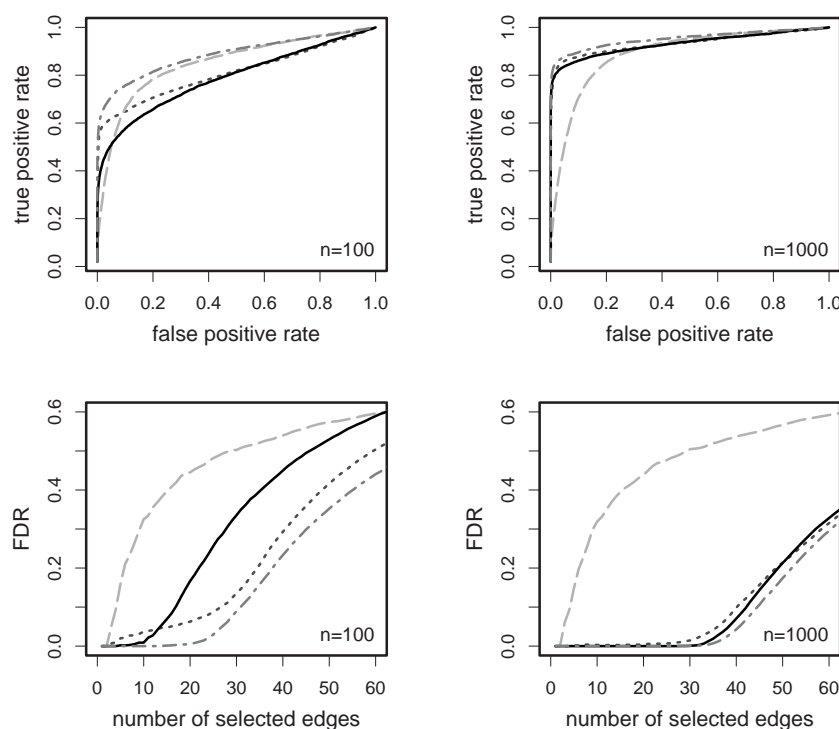 true positive rate
1.0
0.8
0.6
0.4
0.2
0.0
n=100
0.0 0.2 0.4 0.6 0.8 1.0
false positive rate
true positive rate
1.0
0.8
0.6
0.4
0.2
0.0
n=1000
0.0 0.2 0.4 0.6 0.8 1.0
false positive rate
FDR
0.6
0.4
0.2
0.0
n=100
0 10 20 30 40 50 60
number of selected edges
FDR
0.6
0.4
0.2
0.0
n=1000
0 10 20 30 40 50 60
number of selected edges